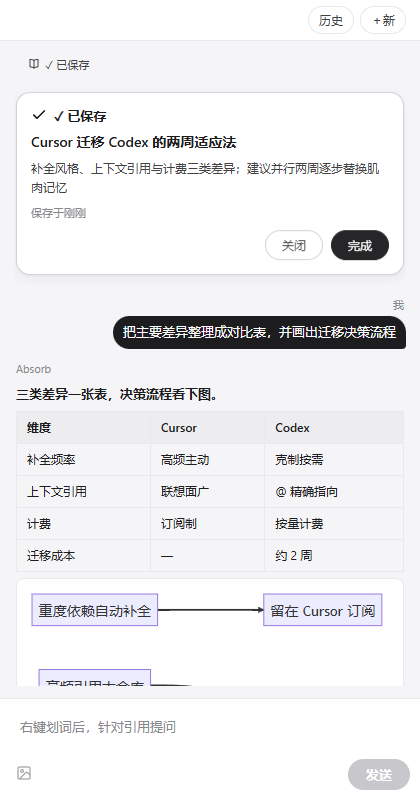 历史
+ 新
✓ 已保存
✓ 已保存
Cursor 迁移 Codex 的两周适应法
补全风格、上下文引用与计费三类差异；建议并行两周逐步替换肌
肉记忆
保存于刚刚
关闭
完成
我
把主要差异整理成对比表，并画出迁移决策流程
Absorb
三类差异一张表，决策流程看下图。
维度 Cursor Codex
补全频率 高频主动 克制按需
上下文引用 联想面广 @ 精确指向
计费 订阅制 按量计费
迁移成本 — 约 2 周
重度依赖自动补全
留在 Cursor 订阅
高频引用大仓库
右键划词后，针对引用提问
发送